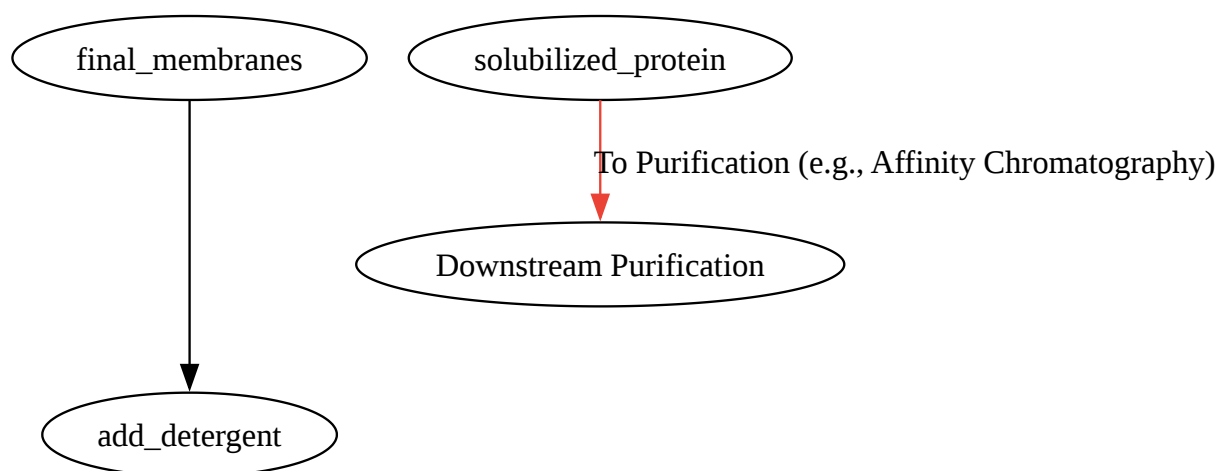 final_membranes
solubilized_protein
To Purification (e.g., Affinity Chromatography)
Downstream Purification
add_detergent